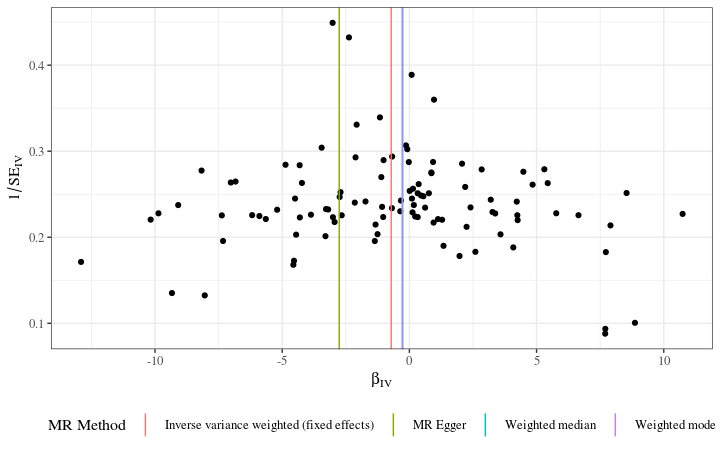 0.4
0.3
0.2
0.1
1/SE_IV
-10 -5 0 5 10
β_IV
MR Method Inverse variance weighted (fixed effects) MR Egger Weighted median Weighted mode